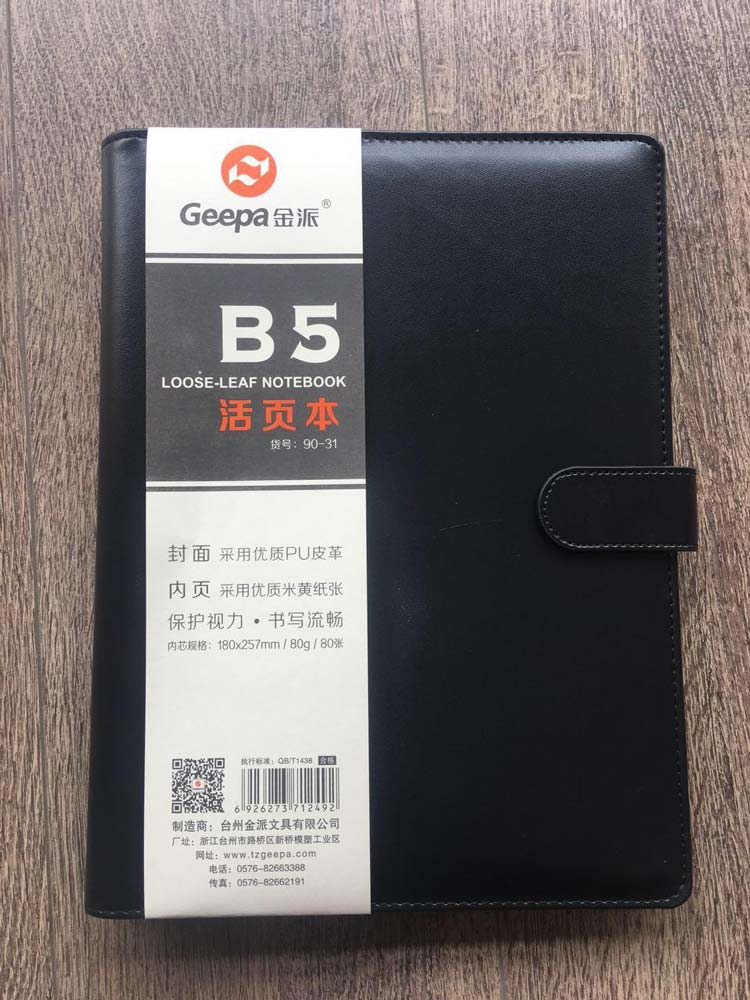 Geepa金派®
B5
LOOSE-LEAF NOTEBOOK
活页本
货号：90-31
封面 采用优质PU皮革
内页 采用优质米黄纸张
保护视力·书写流畅
内芯规格：180x257mm / 80g / 80张
执行标准：QB/T1438 合格
6 926273 712492
制造商：台州金派文具有限公司
厂址：浙江台州市路桥区新桥模塑工业区
网址：www.tzgeepa.com
电话：0576-82663388
传真：0576-82662191